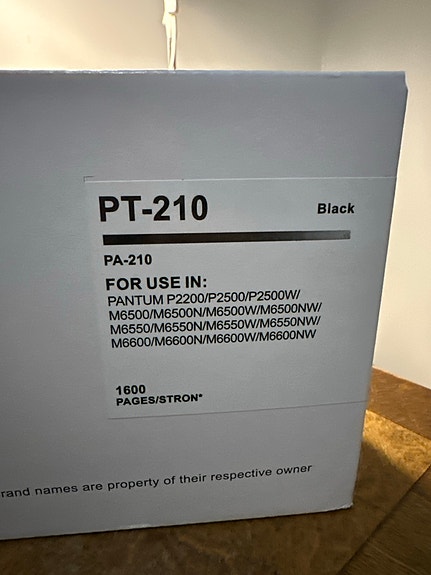 PT-210
Black
PA-210
FOR USE IN:
PANTUM P2200/P2500/P2500W/
M6500/M6500N/M6500W/M6500NW/
M6550/M6550N/M6550W/M6550NW/
M6600/M6600N/M6600W/M6600NW
1600
PAGES/STRON*
names are property of their respective owner